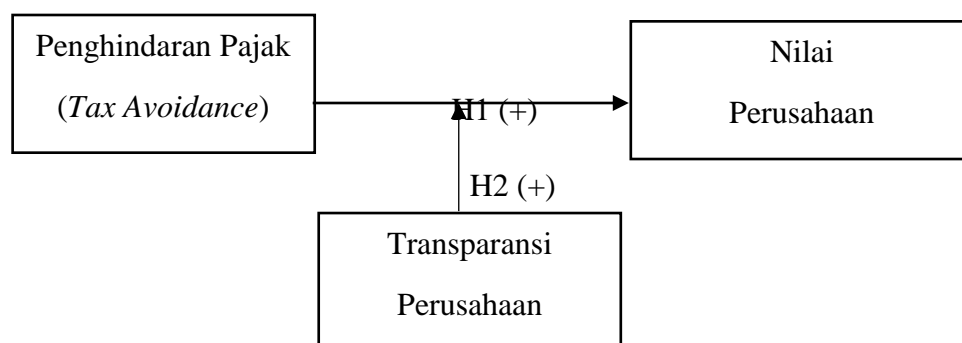 Penghindaran Pajak
(Tax Avoidance)
Nilai
Perusahaan
H1 (+)
H2 (+)
Transparansi
Perusahaan